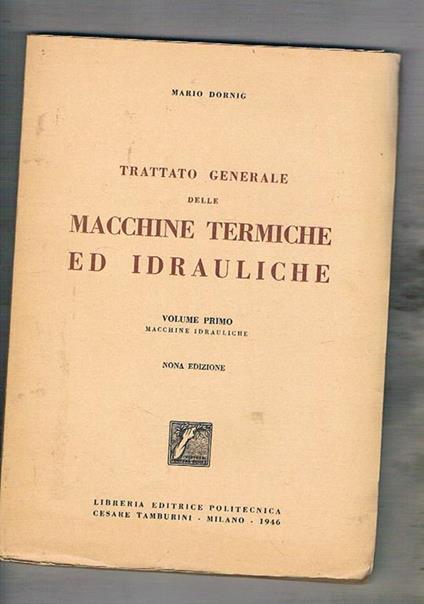 MARIO DORNIG
TRATTATO GENERALE
DELLE
MACCHINE TERMICHE
ED IDRAULICHE
VOLUME PRIMO
MACCHINE IDRAULICHE
NONA EDIZIONE
LIBRERIA EDITRICE POLITECNICA
CESARE TAMBURINI - MILANO - 1946